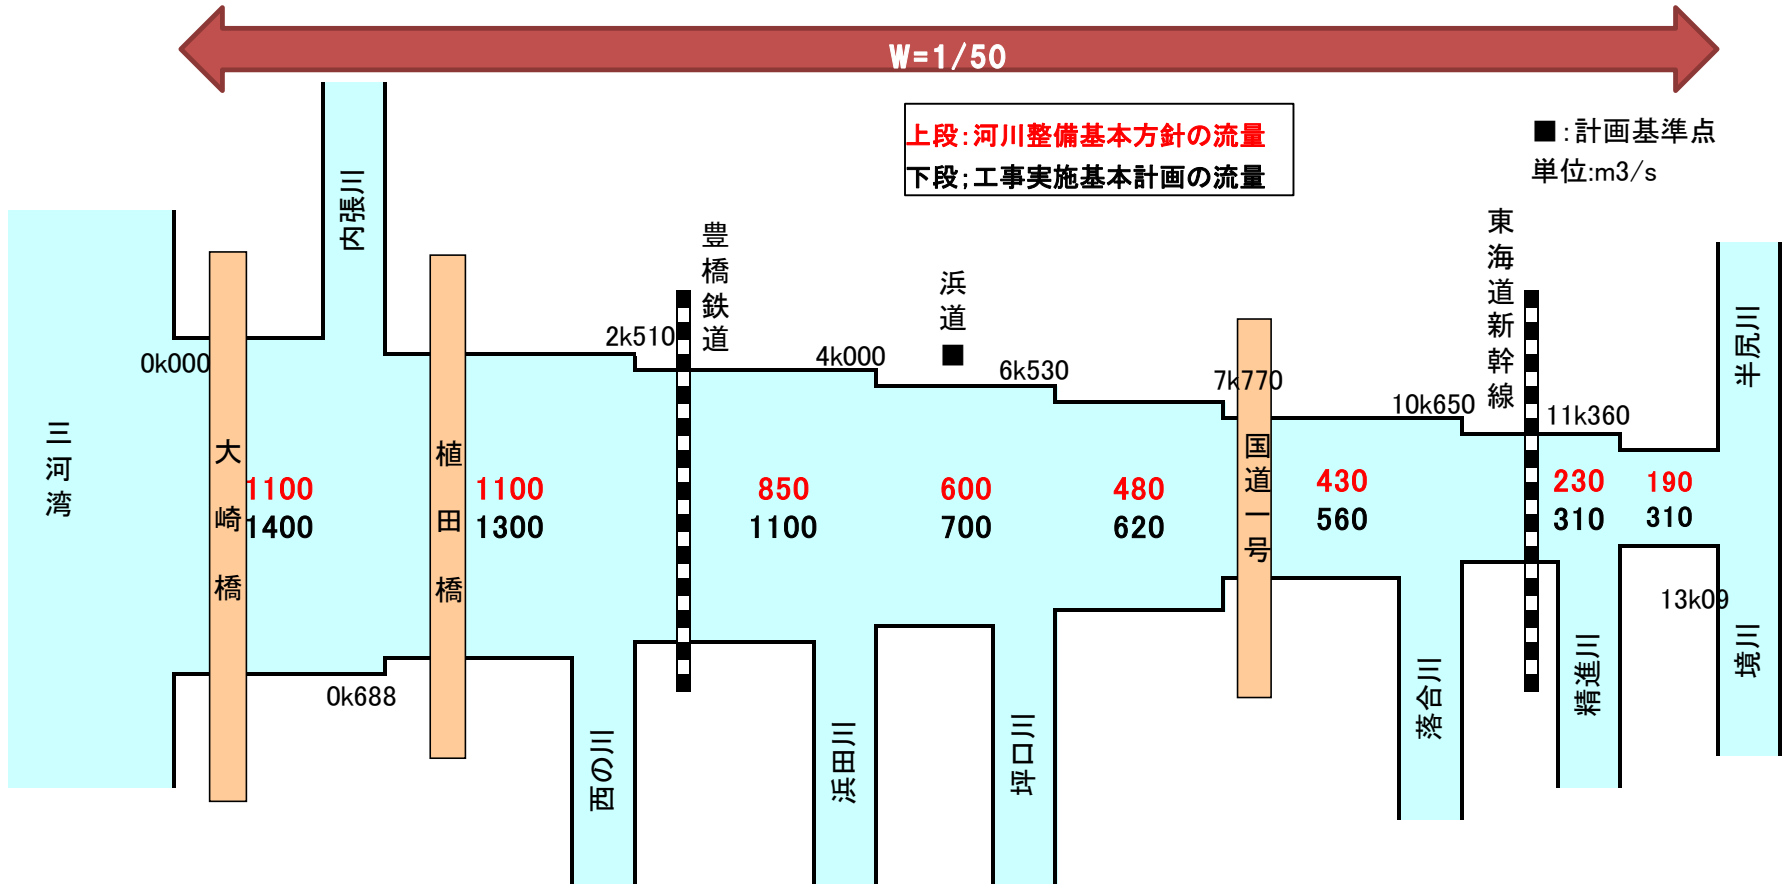 W=1/50
上段:河川整備基本方針の流量
下段;工事実施基本計画の流量
■:計画基準点
単位:m3/s
内張川
豊橋鉄道
浜道
東海道新幹線
半尻川
0k000
2k510
4k000
6k530
7k770
10k650
11k360
三河湾
大崎橋
植田橋
国道一号
1100
1400
1100
1300
850
1100
600
700
480
620
430
560
230
310
190
310
0k688
13k09
西の川
浜田川
坪口川
落合川
精進川
境川